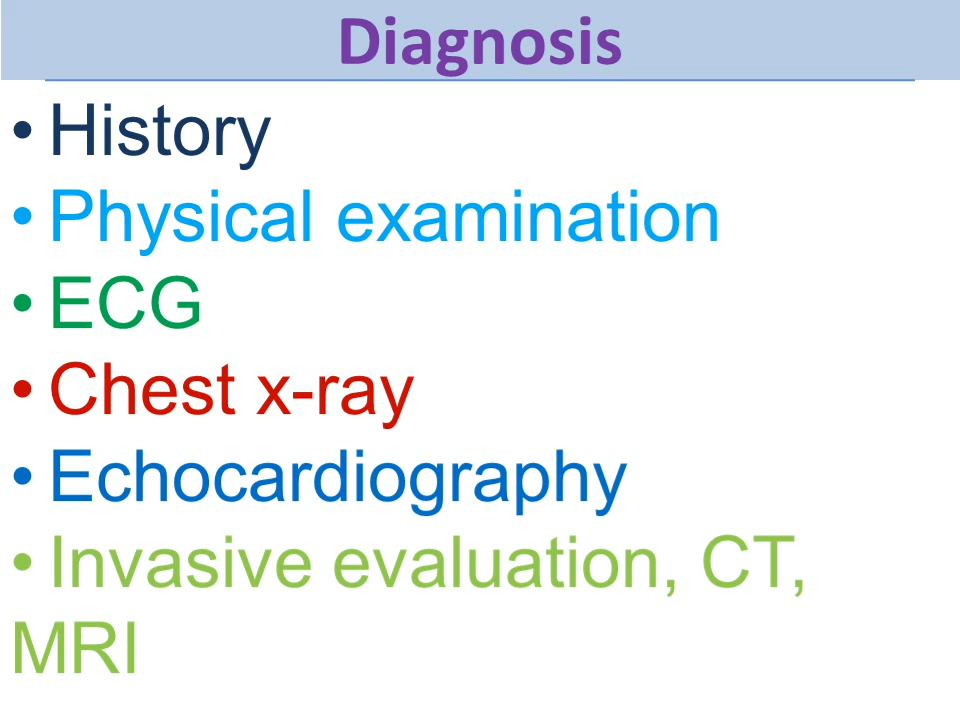 Diagnosis
• History
• Physical examination
• ECG
• Chest x-ray
• Echocardiography
• Invasive evaluation, CT,
MRI